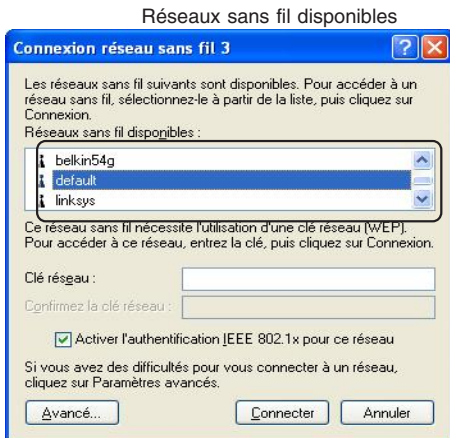 Réseaux sans fil disponibles
Connexion réseau sans fil 3
Les réseaux sans fil suivants sont disponibles. Pour accéder à un
réseau sans fil, sélectionnez-le à partir de la liste, puis cliquez sur
Connexion.
Réseaux sans fil disponibles :
belkin54g
default
linksys
Ce réseau sans fil nécessite l'utilisation d'une clé réseau (WEP).
Pour accéder à ce réseau, entrez la clé, puis cliquez sur Connexion.
Clé réseau :
Confirmez la clé réseau :
Activer l'authentification IEEE 802.1x pour ce réseau
Si vous avez des difficultés pour vous connecter à un réseau,
cliquez sur Paramètres avancés.
Avancé... Connecter Annuler